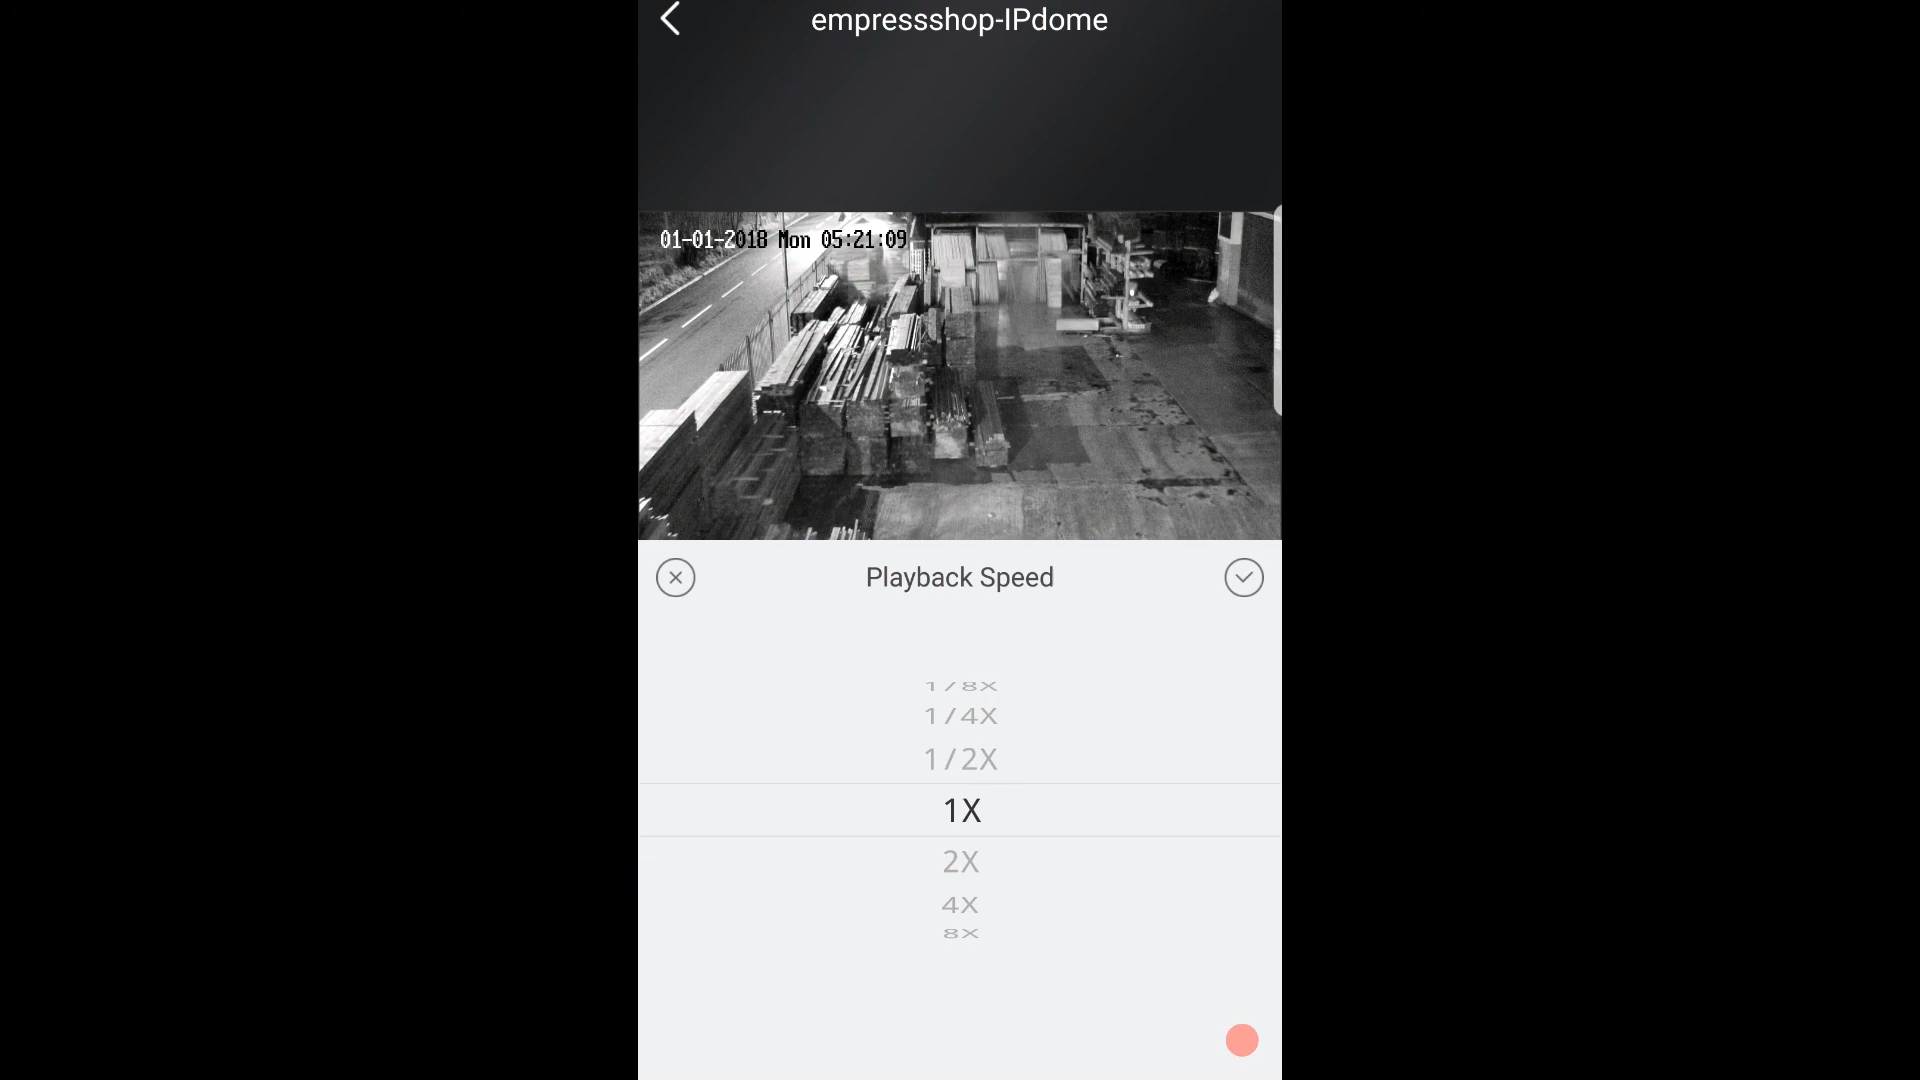 empressshop-IPdome
01-01-2018 Mon 05:21:09
Playback Speed
1/8X
1/4X
1/2X
1X
2X
4X
8X